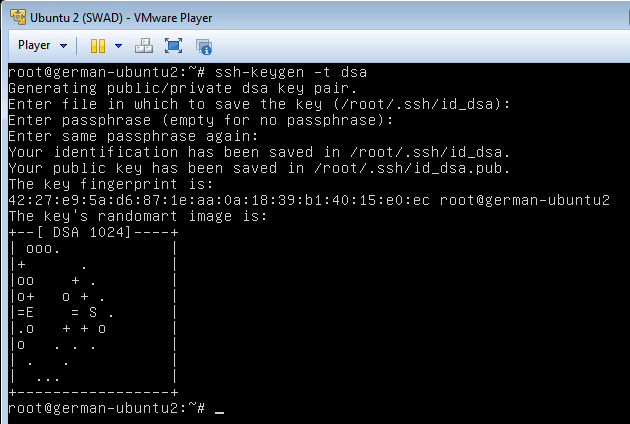 Ubuntu 2 (SWAD) - VMware Player
Player
root@german-ubuntu2:~# ssh-keygen -t dsa
Generating public/private dsa key pair.
Enter file in which to save the key (/root/.ssh/id_dsa):
Enter passphrase (empty for no passphrase):
Enter same passphrase again:
Your identification has been saved in /root/.ssh/id_dsa.
Your public key has been saved in /root/.ssh/id_dsa.pub.
The key fingerprint is:
42:27:e9:5a:d6:87:1e:aa:0a:18:39:b1:40:15:e0:ec root@german-ubuntu2
The key's randomart image is:
+--[ DSA 1024]----+
| ooo.            |
|+      .         |
|oo    + .        |
|o+   o + .       |
|=E    = S .      |
|.o   + + o       |
|o   . . .        |
| .   .           |
|  ...            |
+-----------------+
root@german-ubuntu2:~# _